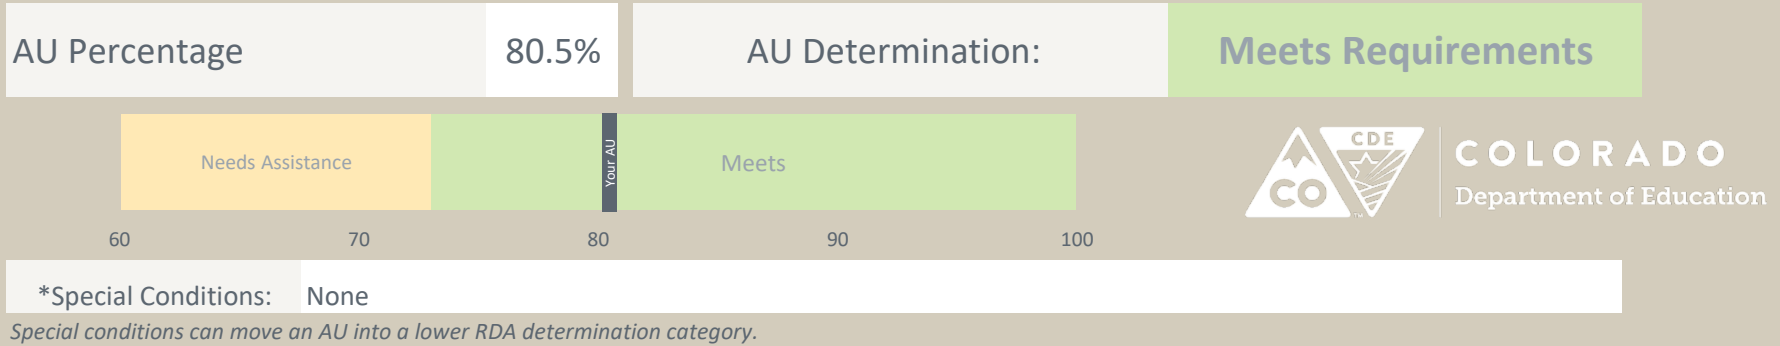 AU Percentage 80.5% AU Determination: Meets Requirements
Needs Assistance Your AU Meets
60 70 80 90 100
CDE
CO
TM
COLORADO
Department of Education
*Special Conditions: None
Special conditions can move an AU into a lower RDA determination category.